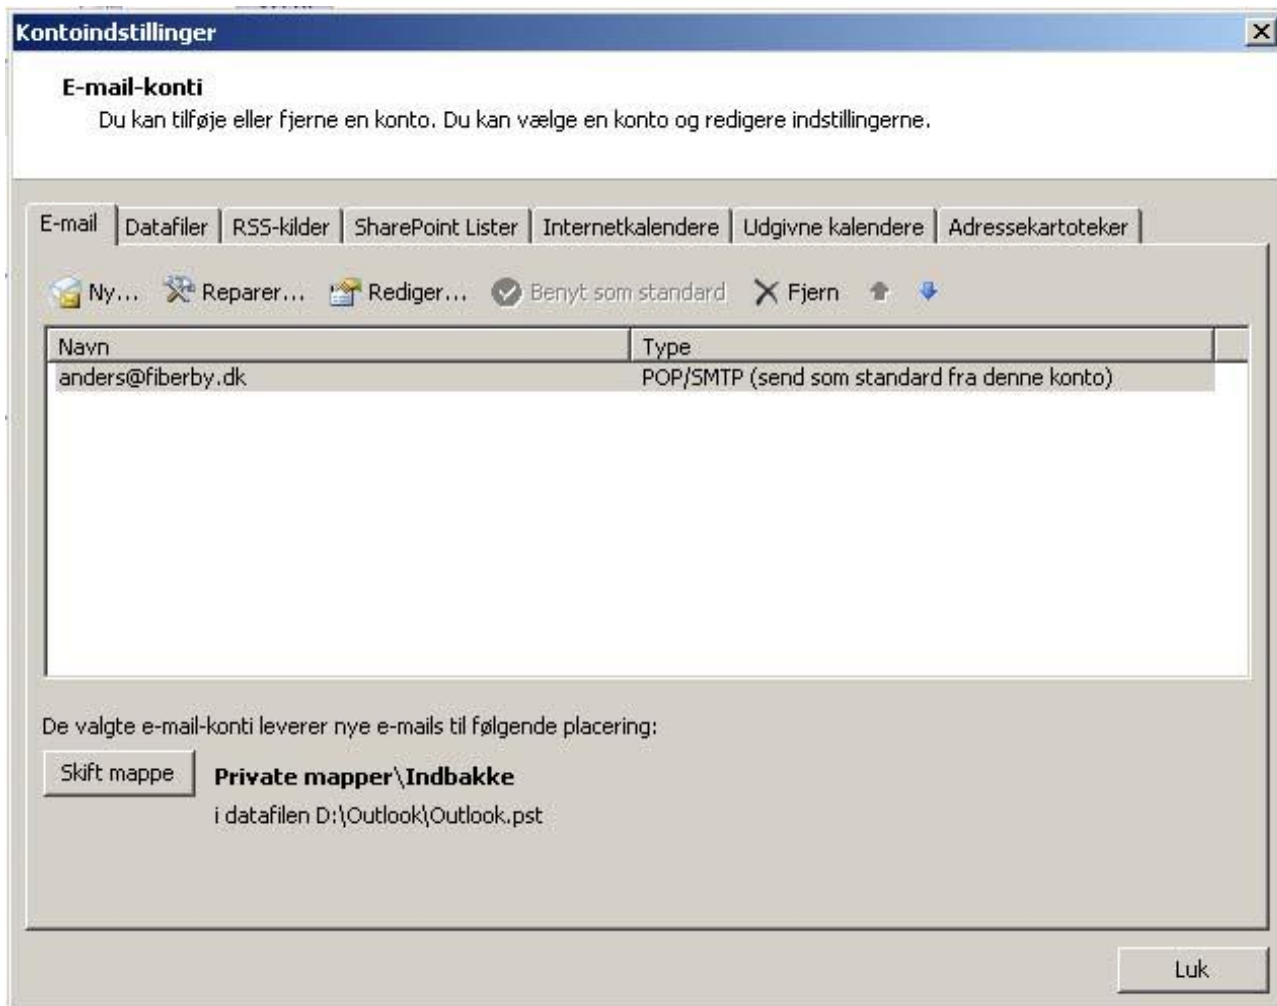 Kontoindstillinger
E-mail-konti
Du kan tilføje eller fjerne en konto. Du kan vælge en konto og redigere indstillingerne.
E-mail Datafiler RSS-kilder SharePoint Lister Internetkalendere Udgivne kalendere Adressekartoteker
Ny... Reparer... Rediger... Benyt som standard Fjern
Navn Type
anders@fiberby.dk POP/SMTP (send som standard fra denne konto)
De valgte e-mail-konti leverer nye e-mails til følgende placering:
Skift mappe Private mapper\Indbakke
i datafilen D:\Outlook\Outlook.pst
Luk